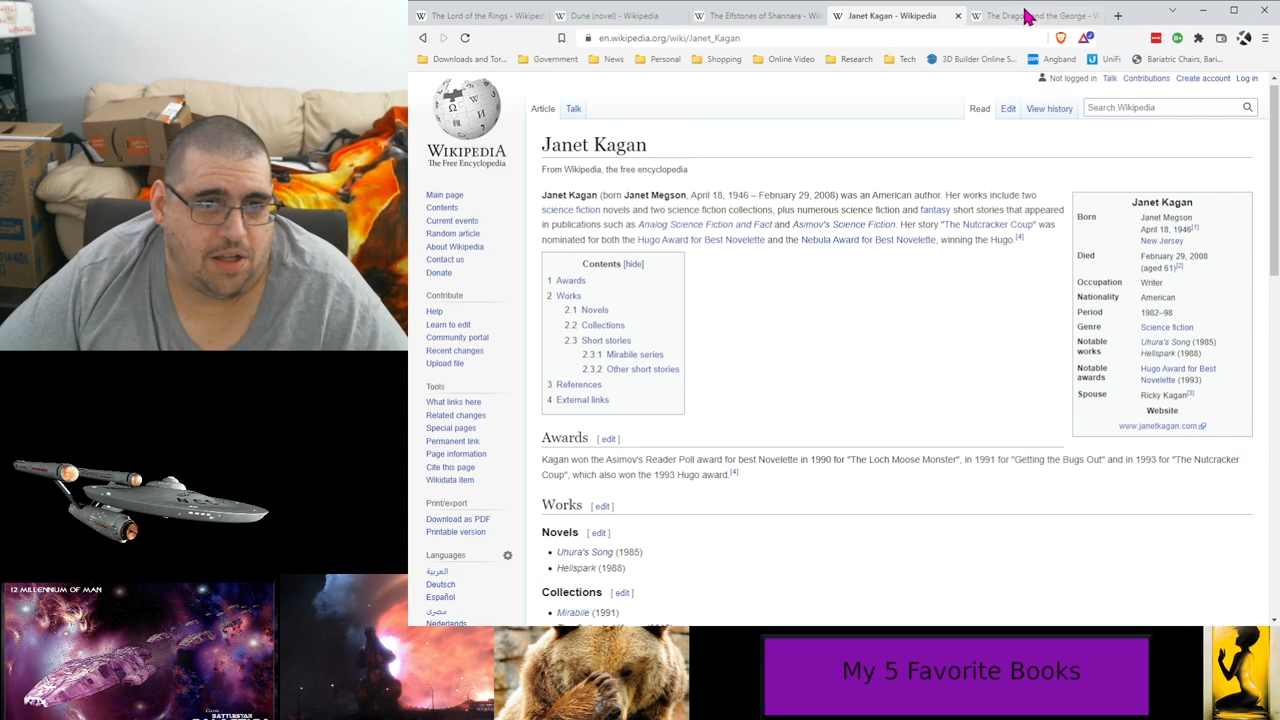 The Lord of the Rings - Wikiped
Dune (novel) - Wikipedia
The Elfstones of Shannara - Wiki
Janet Kagan - Wikipedia
The Drago nd the George - W
en.wikipedia.org/wiki/Janet_Kagan
Downloads and Tor...
Government
News
Personal
Shopping
Online Video
Research
Tech
3D Builder Online S...
Angband
UniFi
Bariatric Chairs, Bari...
Not logged in Talk Contributions Create account Log in
WIKIPEDIA
The Free Encyclopedia
Main page
Contents
Current events
Random article
About Wikipedia
Contact us
Donate
Contribute
Help
Learn to edit
Community portal
Recent changes
Upload file
Tools
What links here
Related changes
Special pages
Permanent link
Page information
Cite this page
Wikidata item
Print/export
Download as PDF
Printable version
Languages
العربية
Deutsch
Español
مصرى
Nederlands
Article Talk
Read Edit View history
Search Wikipedia
Janet Kagan
From Wikipedia, the free encyclopedia
Janet Kagan (born Janet Megson, April 18, 1946 – February 29, 2008) was an American author. Her works include two
science fiction novels and two science fiction collections, plus numerous science fiction and fantasy short stories that appeared
in publications such as Analog Science Fiction and Fact and Asimov's Science Fiction. Her story "The Nutcracker Coup" was
nominated for both the Hugo Award for Best Novelette and the Nebula Award for Best Novelette, winning the Hugo.[4]
Contents [hide]
1 Awards
2 Works
2.1 Novels
2.2 Collections
2.3 Short stories
2.3.1 Mirabile series
2.3.2 Other short stories
3 References
4 External links
Janet Kagan
Born Janet Megson
April 18, 1946[1]
New Jersey
Died February 29, 2008
(aged 61)[2]
Occupation Writer
Nationality American
Period 1982–98
Genre Science fiction
Notable works Uhura's Song (1985)
Hellspark (1988)
Notable awards Hugo Award for Best
Novelette (1993)
Spouse Ricky Kagan[3]
Website
www.janetkagan.com
Awards [ edit ]
Kagan won the Asimov's Reader Poll award for best Novelette in 1990 for "The Loch Moose Monster", in 1991 for "Getting the Bugs Out" and in 1993 for "The Nutcracker
Coup", which also won the 1993 Hugo award.[4]
Works [ edit ]
Novels [ edit ]
• Uhura's Song (1985)
• Hellspark (1988)
Collections [ edit ]
• Mirabile (1991)
12 MILLENNIUM OF MAN
BATTLESTAR
My 5 Favorite Books